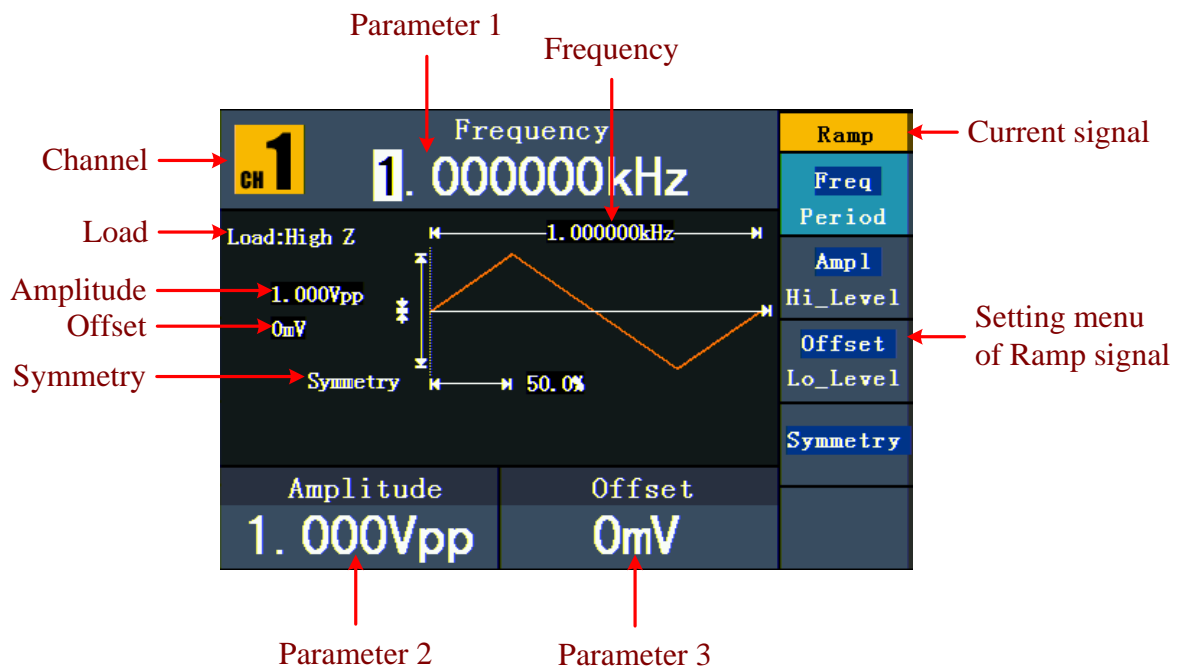 Parameter 1
Frequency
Channel
CH 1
Frequency
1.000000kHz
Ramp
Current signal
Freq
Period
Load
Load:High Z
1.000000kHz
Ampl
Hi_Level
Amplitude
1.000Vpp
Offset
0mV
Offset
Lo_Level
Setting menu
of Ramp signal
Symmetry
Symmetry
50.0%
Symmetry
Amplitude
1.000Vpp
Offset
0mV
Parameter 2
Parameter 3